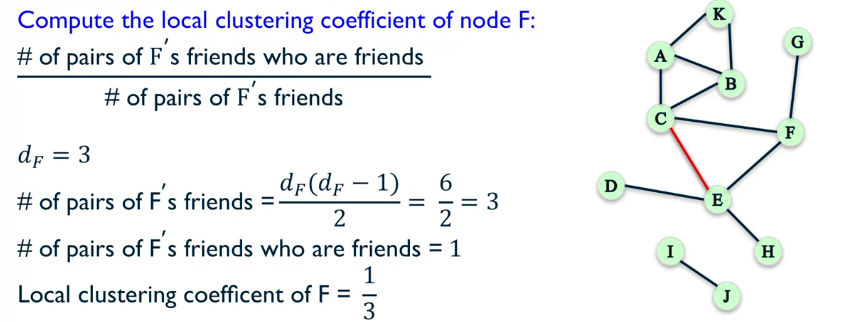 Compute the local clustering coefficient of node F:
# of pairs of F′s friends who are friends
# of pairs of F′s friends
d_F = 3
# of pairs of F′s friends = d_F(d_F − 1)/2 = 6/2 = 3
# of pairs of F′s friends who are friends = 1
Local clustering coefficent of F = 1/3
K
G
A
B
C
F
D
E
I
H
J